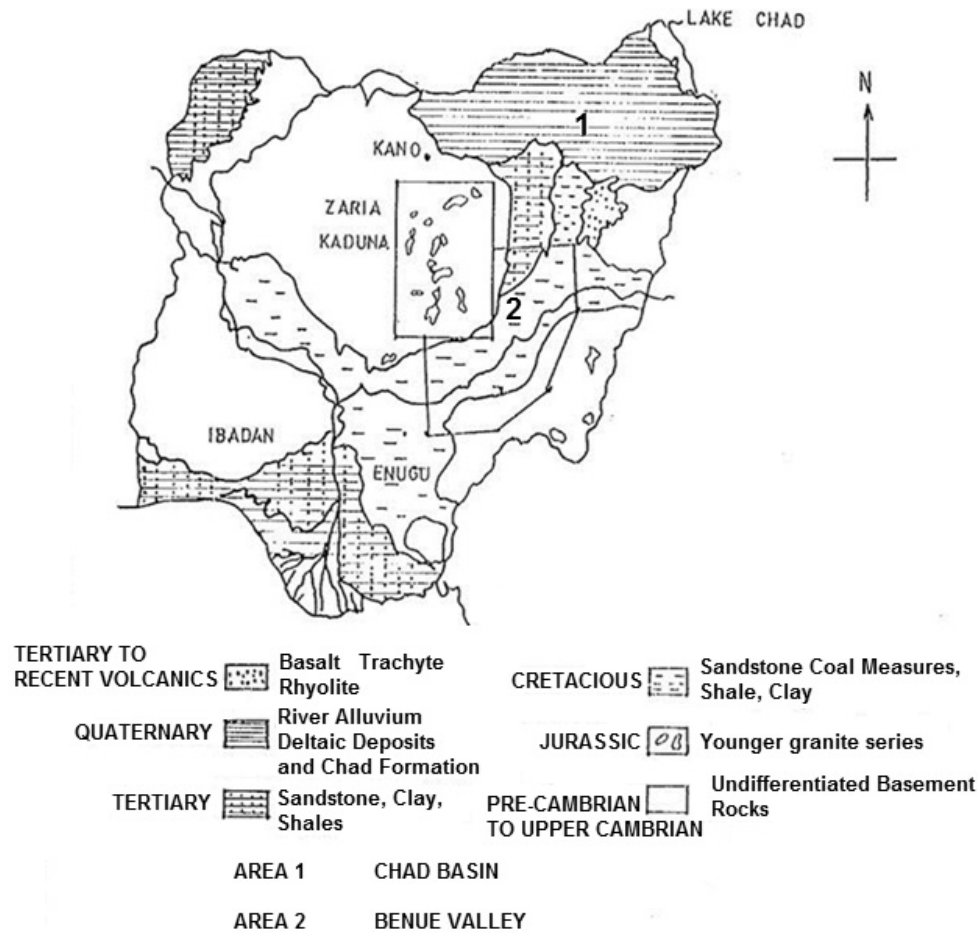 LAKE CHAD
N
1
KANO
ZARIA
KADUNA
2
IBADAN
ENUGU
TERTIARY TO
RECENT VOLCANICS
Basalt Trachyte
Rhyolite
QUATERNARY
River Alluvium
Deltaic Deposits
and Chad Formation
TERTIARY
Sandstone, Clay,
Shales
CRETACIOUS
Sandstone Coal Measures,
Shale, Clay
JURASSIC
Younger granite series
PRE-CAMBRIAN
TO UPPER CAMBRIAN
Undifferentiated Basement
Rocks
AREA 1 CHAD BASIN
AREA 2 BENUE VALLEY